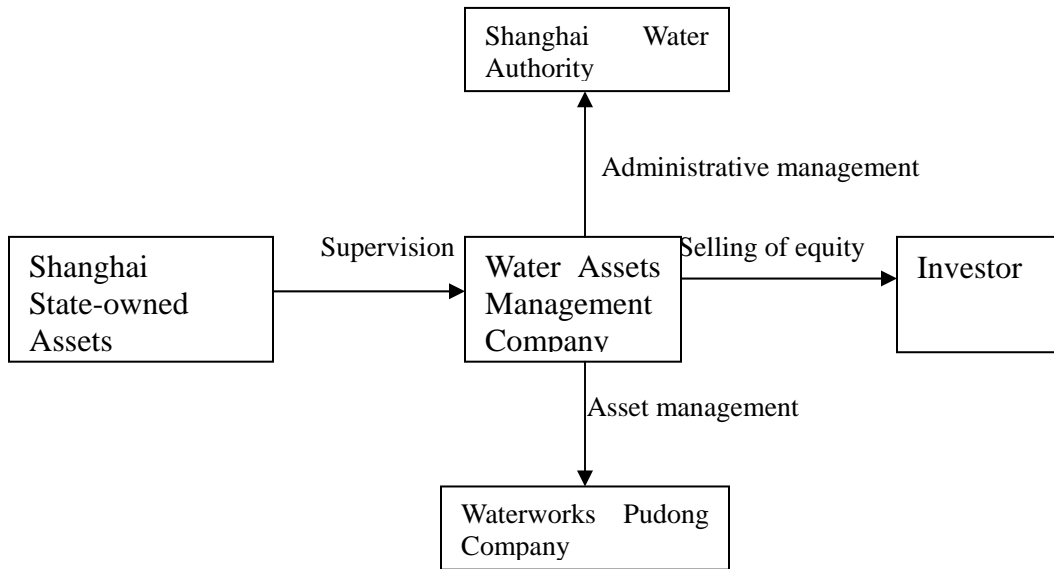 Shanghai Water
Authority
Administrative management
Supervision
Selling of equity
Shanghai
State-owned
Assets
Water Assets
Management
Company
Investor
Asset management
Waterworks Pudong
Company